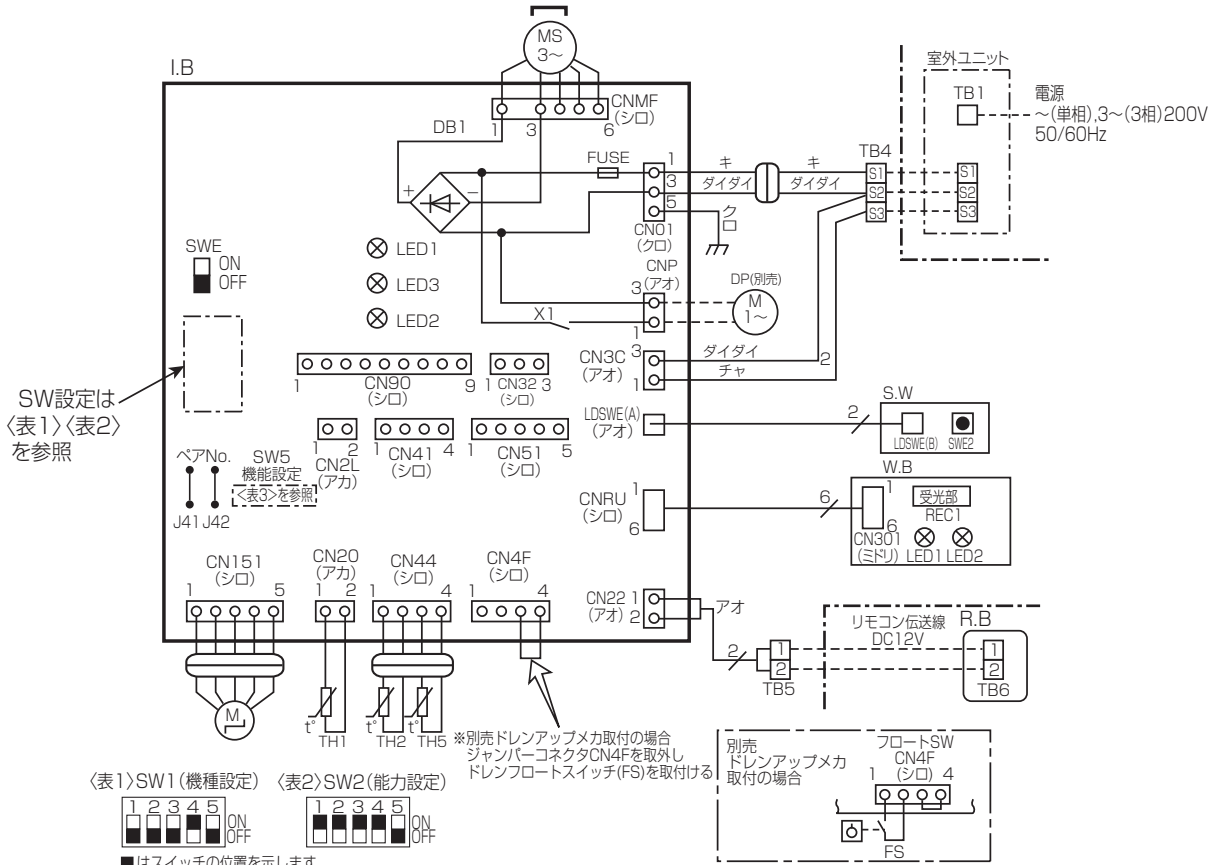 MS
3～
I.B
CNMF
(シロ)
1 3 6
DB1
FUSE
+ −
1
3
5
CN01
(クロ)
キ キ
ダイダイ ダイダイ
クロ
TB4
S1
S2
S3
室外ユニット
TB1
S1
S2
S3
電源
～(単相),3～(3相)200V
50/60Hz
SWE
ON
OFF
LED1
LED3
LED2
CNP
(アオ)
3
1
X1
DP(別売)
M
1～
CN3C
(アオ)
3
1
ダイダイ
チャ
2
SW設定は
〈表1〉〈表2〉
を参照
1 CN90 9
(シロ)
1 CN32 3
(シロ)
LDSWE(A)
(アオ)
2
S.W
LDSWE(B) SWE2
1 2
CN2L
(アカ)
1 CN41 4
(シロ)
1 CN51 5
(シロ)
ペアNo.
J41 J42
SW5
機能設定
<表3>を参照
CNRU
(シロ)
1
6
6
W.B
1
6
CN301
(ミドリ)
受光部
REC1
LED1 LED2
CN151
(シロ)
1 5
CN20
(アカ)
1 2
CN44
(シロ)
1 4
CN4F
(シロ)
1 4
CN22
(アオ)
1
2
アオ
2
1
2
TB5
リモコン伝送線
DC12V
R.B
1
2
TB6
M
t°
TH1
t°
TH2
t°
TH5
※別売ドレンアップメカ取付の場合
ジャンパーコネクタCN4Fを取外し
ドレンフロートスイッチ(FS)を取付ける
別売
ドレンアップメカ
取付の場合
フロートSW
CN4F
1 (シロ) 4
FS
〈表1〉SW1(機種設定)
1 2 3 4 5
ON
OFF
〈表2〉SW2(能力設定)
1 2 3 4 5
ON
OFF
■はスイッチの位置を示します